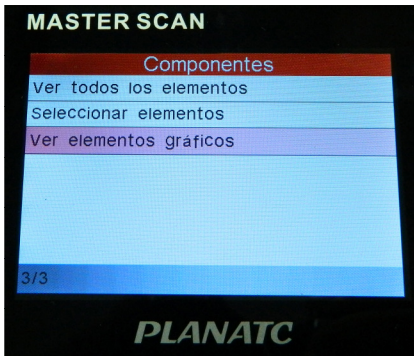 MASTER SCAN
Componentes
Ver todos los elementos
Seleccionar elementos
Ver elementos gráficos
3/3
PLANATC